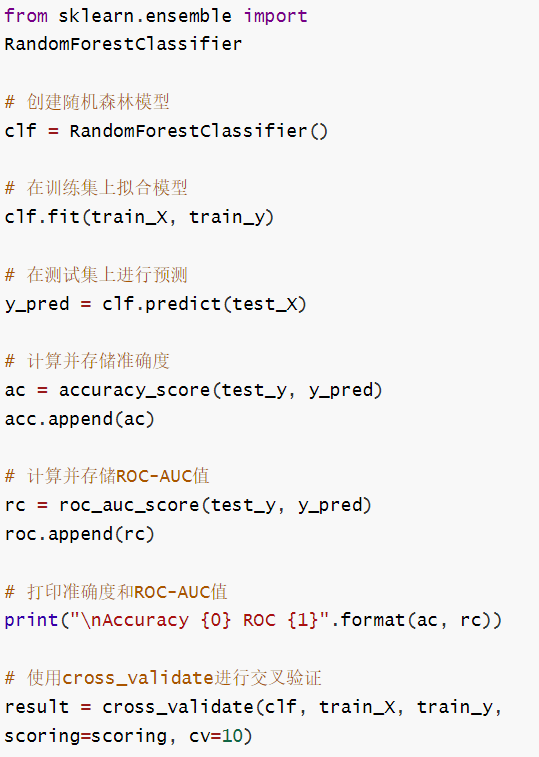 from sklearn.ensemble import
RandomForestClassifier
# 创建随机森林模型
clf = RandomForestClassifier()
# 在训练集上拟合模型
clf.fit(train_X, train_y)
# 在测试集上进行预测
y_pred = clf.predict(test_X)
# 计算并存储准确度
ac = accuracy_score(test_y, y_pred)
acc.append(ac)
# 计算并存储ROC-AUC值
rc = roc_auc_score(test_y, y_pred)
roc.append(rc)
# 打印准确度和ROC-AUC值
print("\nAccuracy {0} ROC {1}".format(ac, rc))
# 使用cross_validate进行交叉验证
result = cross_validate(clf, train_X, train_y,
scoring=scoring, cv=10)